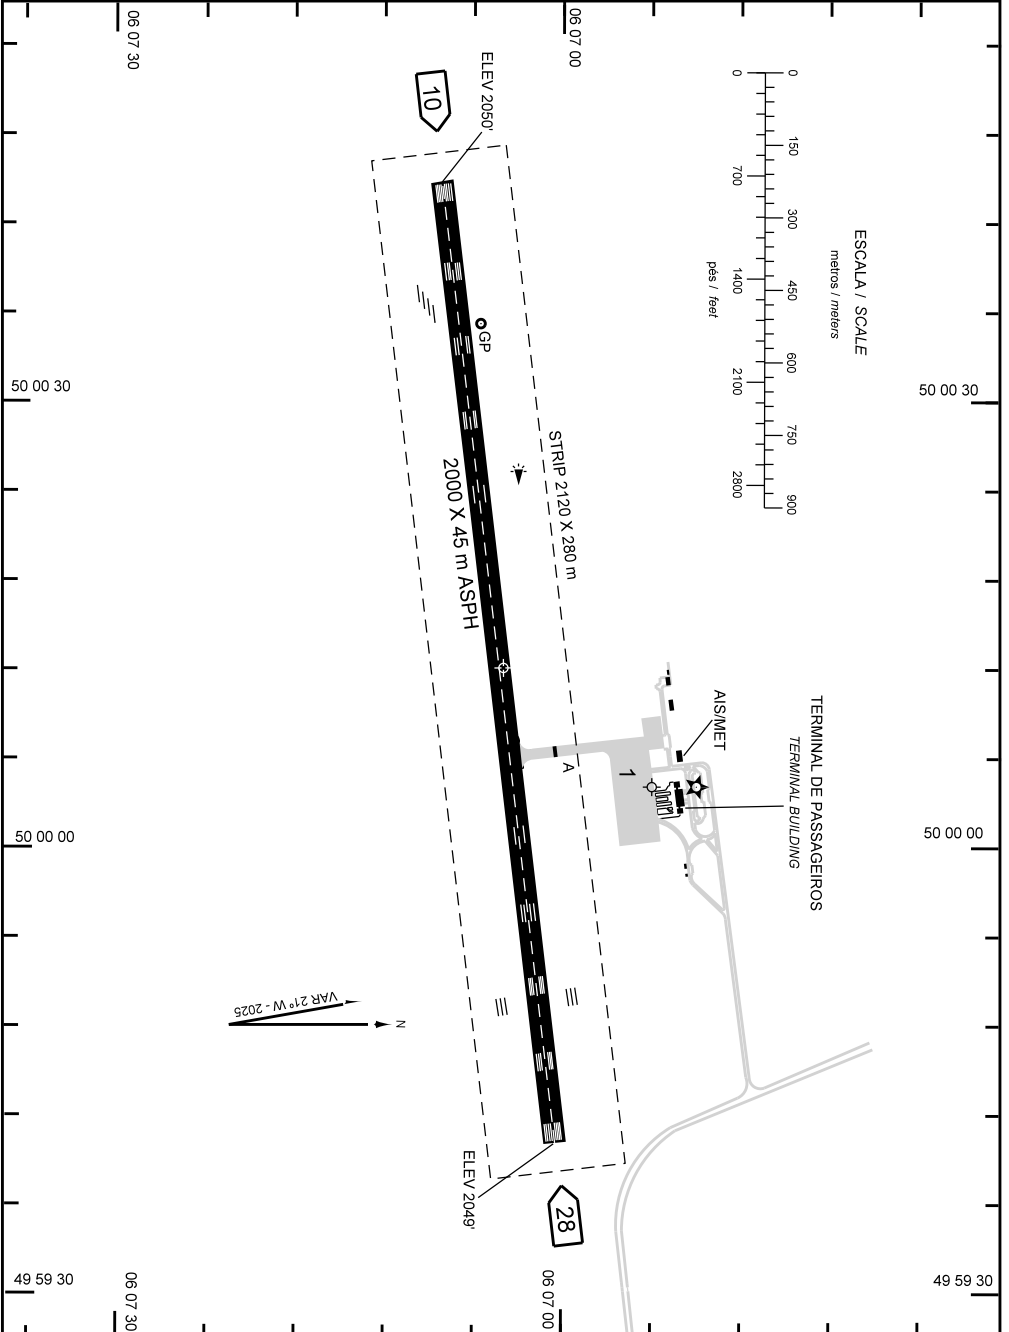 06 07 30
06 07 00
ELEV 2050'
10
0
150
300
450
600
750
900
0
700
1400
2100
2800
ESCALA / SCALE
metros / meters
pés / feet
50 00 30
50 00 30
GP
STRIP 2120 X 280 m
2000 X 45 m ASPH
AIS/MET
TERMINAL DE PASSAGEIROS
TERMINAL BUILDING
A
1
50 00 00
50 00 00
VAR 21º W - 2025
N
ELEV 2049'
28
49 59 30
49 59 30
06 07 30
06 07 00